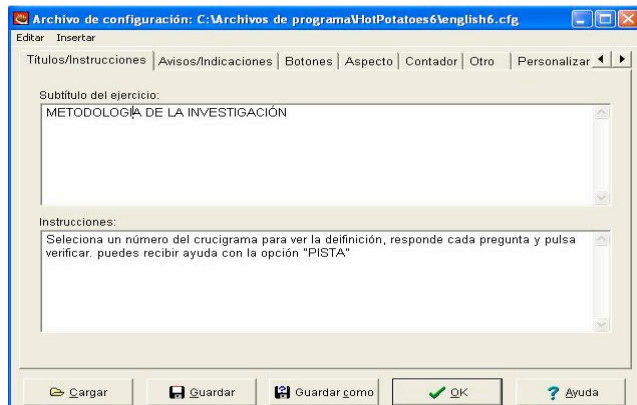 Archivo de configuración: C:\Archivos de programa\HotPotatoes6\english6.cfg
Editar Insertar
Títulos/Instrucciones Avisos/Indicaciones Botones Aspecto Contador Otro Personalizar
Subtítulo del ejercicio:
METODOLOGIA DE LA INVESTIGACIÓN
Instrucciones:
Seleciona un número del crucigrama para ver la deifinición, responde cada pregunta y pulsa
verificar. puedes recibir ayuda con la opción "PISTA"
Cargar Guardar Guardar como OK Ayuda